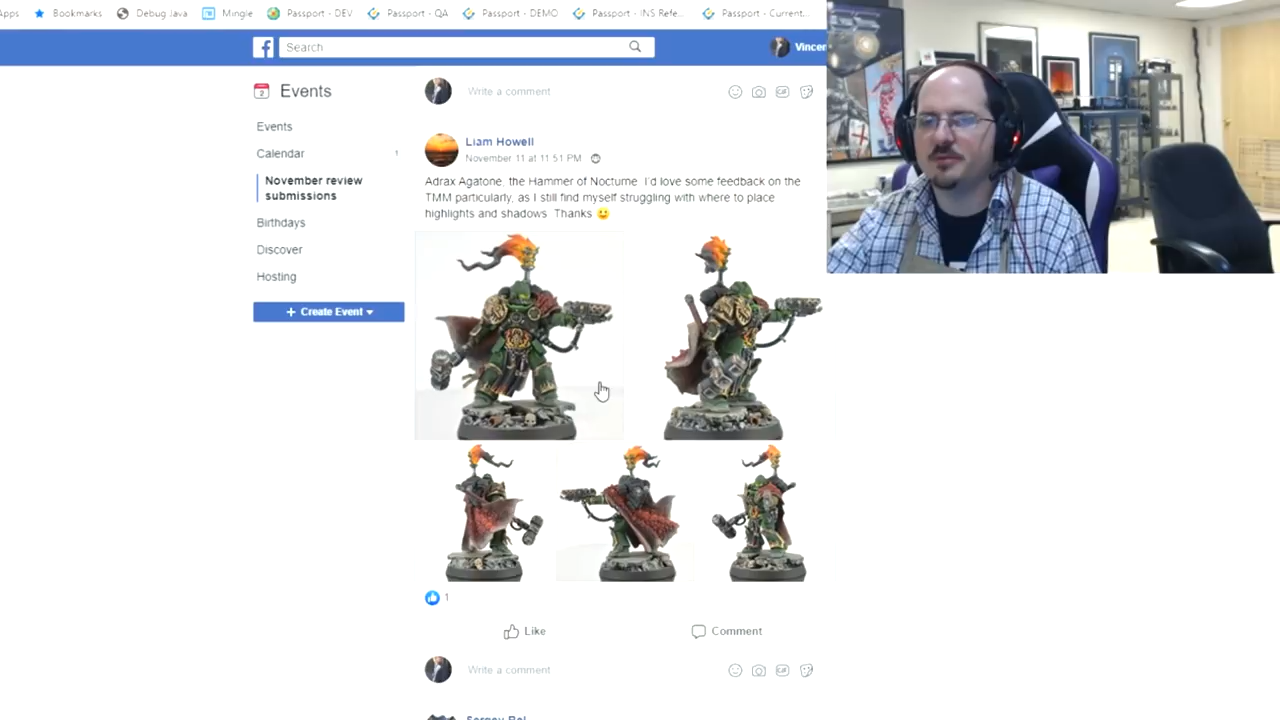 Apps Bookmarks Debug Java Mingle Passport - DEV Passport - QA Passport - DEMO Passport - INS Refe... Passport - Current...
Search
Vincen
Events
Write a comment
Events
Calendar 1
November review
submissions
Birthdays
Discover
Hosting
+ Create Event
Liam Howell
November 11 at 11:51 PM
Adrax Agatone, the Hammer of Nocturne. I'd love some feedback on the
TMM particularly, as I still find myself struggling with where to place
highlights and shadows. Thanks
1
Like Comment
Write a comment